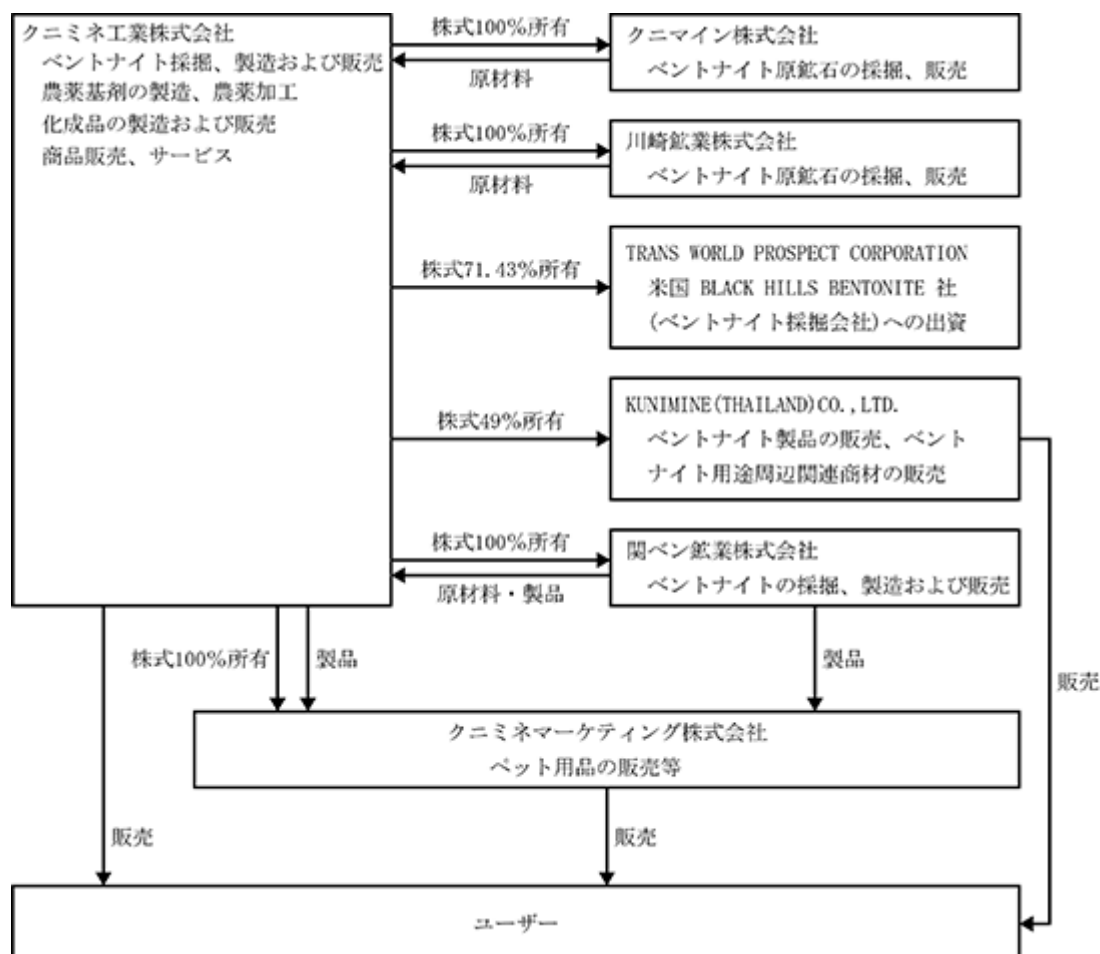 クニミネ工業株式会社
ベントナイト採掘、製造および販売
農薬基剤の製造、農薬加工
化成品の製造および販売
商品販売、サービス
株式100%所有
原材料
クニマイン株式会社
ベントナイト原鉱石の採掘、販売
株式100%所有
原材料
川崎鉱業株式会社
ベントナイト原鉱石の採掘、販売
株式71.43%所有
TRANS WORLD PROSPECT CORPORATION
米国 BLACK HILLS BENTONITE 社
(ベントナイト採掘会社)への出資
株式49%所有
KUNIMINE(THAILAND)CO.,LTD.
ベントナイト製品の販売、ベント
ナイト用途周辺関連商材の販売
株式100%所有
原材料・製品
関ベン鉱業株式会社
ベントナイトの採掘、製造および販売
株式100%所有
製品
製品
販売
クニミネマーケティング株式会社
ペット用品の販売等
販売
販売
ユーザー